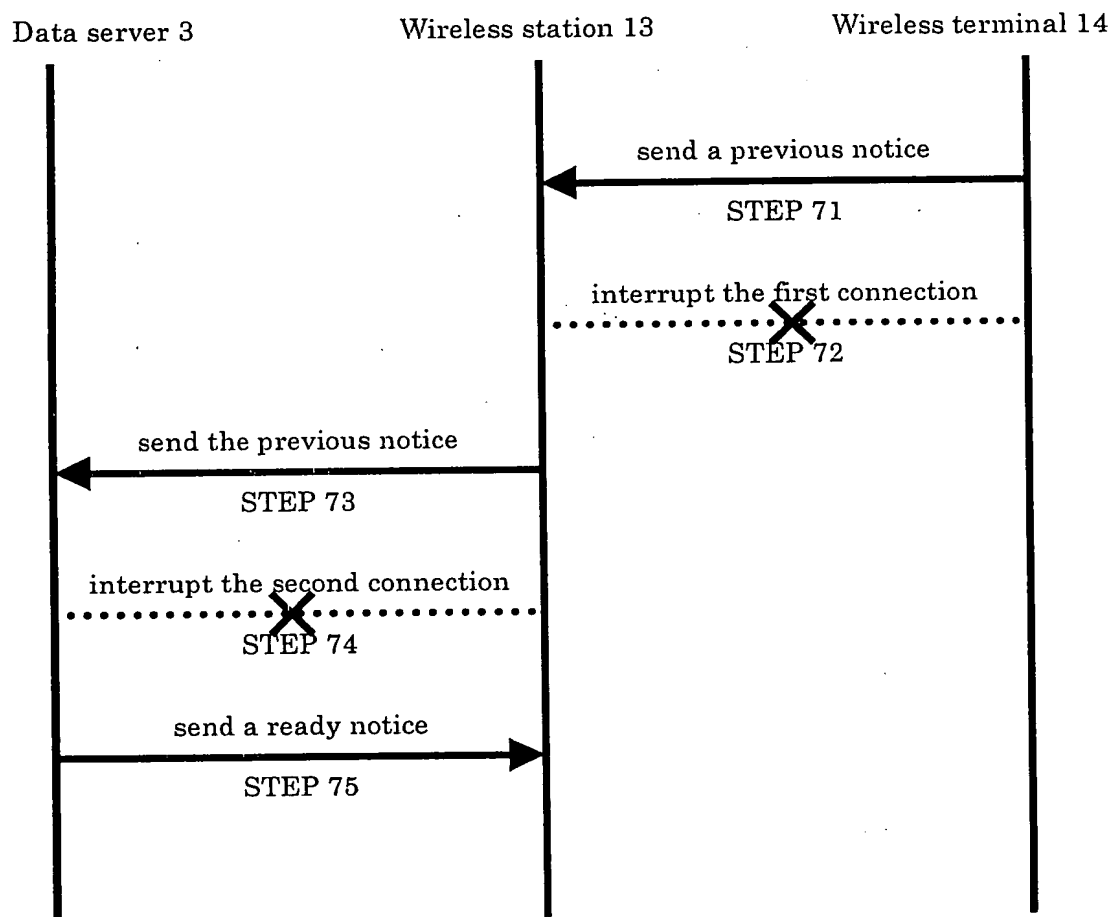 Data server 3
Wireless station 13
Wireless terminal 14
send a previous notice
STEP 71
interrupt the first connection
STEP 72
send the previous notice
STEP 73
interrupt the second connection
STEP 74
send a ready notice
STEP 75